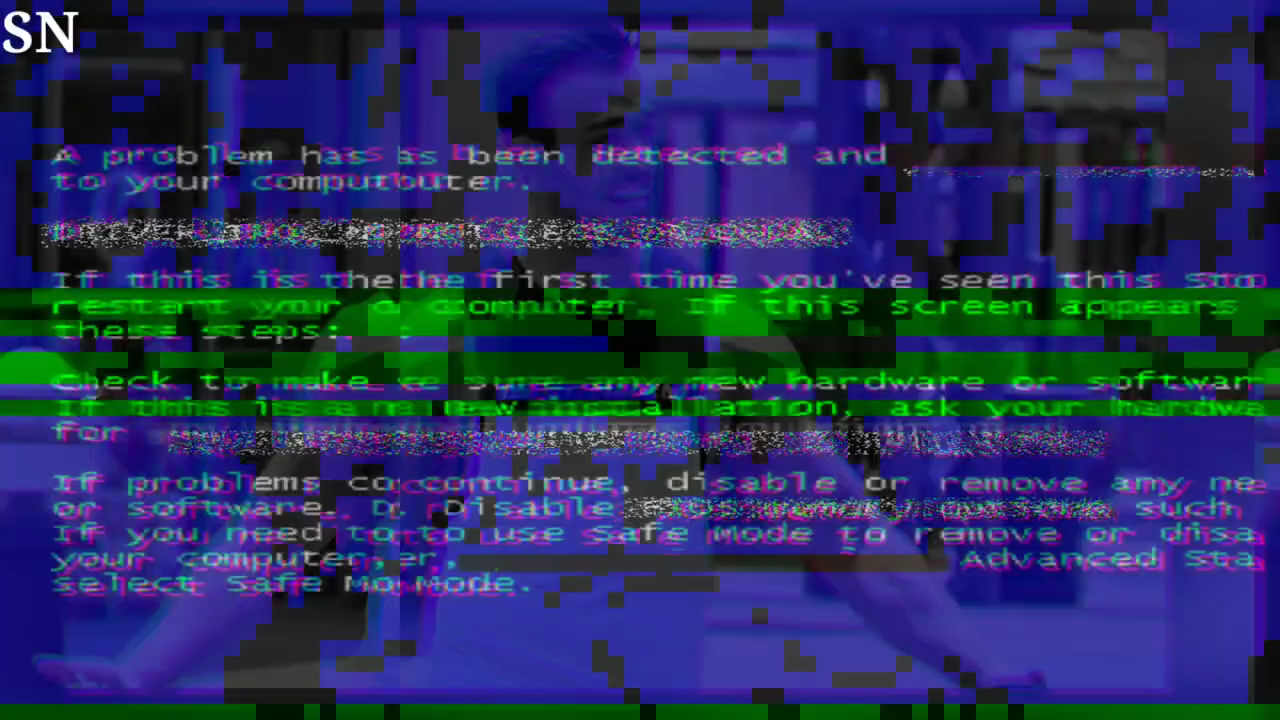 SN
A problem has as been detected and
to your computouter.
If this is thethe first time you've seen this Sto
restart your a computer. If this screen appears
these steps:  :
Check to make sure any new hardware or softwar
If this is a new installation, ask your hardwa
for
If problems co continue, disable or remove any ne
or software. D. Disable such
If you need to to use Safe Mode to remove or disa
your computer, er, Advanced Sta
select Safe Mo Mode.